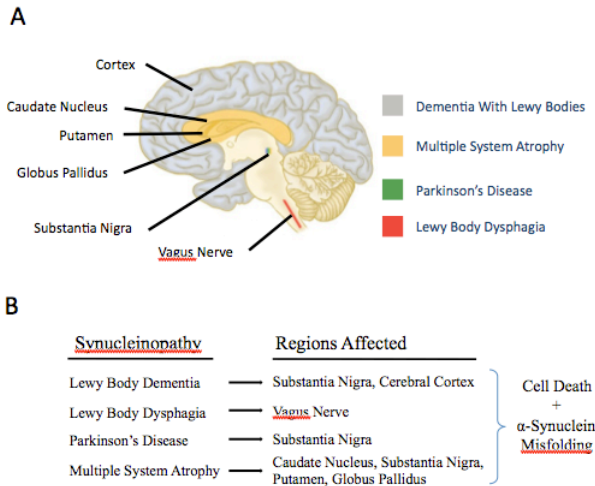 A
Cortex
Caudate Nucleus
Putamen
Globus Pallidus
Substantia Nigra
Vagus Nerve
Dementia With Lewy Bodies
Multiple System Atrophy
Parkinson's Disease
Lewy Body Dysphagia
B
Synucleinopathy
Regions Affected
Lewy Body Dementia
Substantia Nigra, Cerebral Cortex
Lewy Body Dysphagia
Vagus Nerve
Parkinson's Disease
Substantia Nigra
Multiple System Atrophy
Caudate Nucleus, Substantia Nigra,
Putamen, Globus Pallidus
Cell Death
+
α-Synuclein
Misfolding